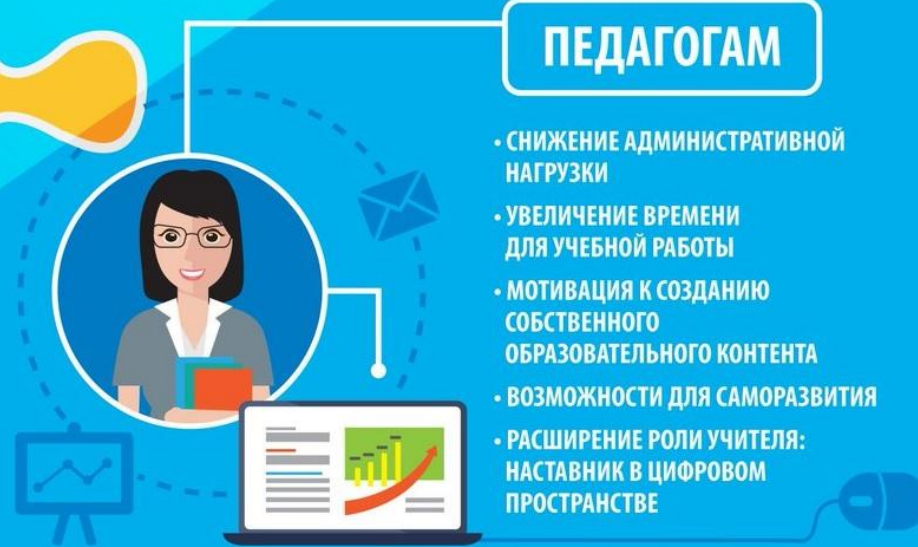 ПЕДАГОГАМ
• СНИЖЕНИЕ АДМИНИСТРАТИВНОЙ
НАГРУЗКИ
• УВЕЛИЧЕНИЕ ВРЕМЕНИ
ДЛЯ УЧЕБНОЙ РАБОТЫ
• МОТИВАЦИЯ К СОЗДАНИЮ
СОБСТВЕННОГО
ОБРАЗОВАТЕЛЬНОГО КОНТЕНТА
• ВОЗМОЖНОСТИ ДЛЯ САМОРАЗВИТИЯ
• РАСШИРЕНИЕ РОЛИ УЧИТЕЛЯ:
НАСТАВНИК В ЦИФРОВОМ
ПРОСТРАНСТВЕ